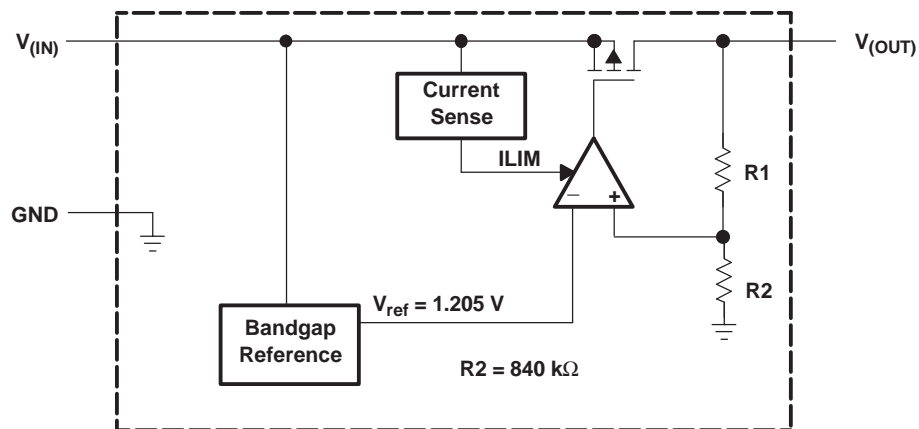 V(IN)
V(OUT)
Current
Sense
ILIM
R1
− +
GND
R2
Vref = 1.205 V
Bandgap
Reference
R2 = 840 kΩ